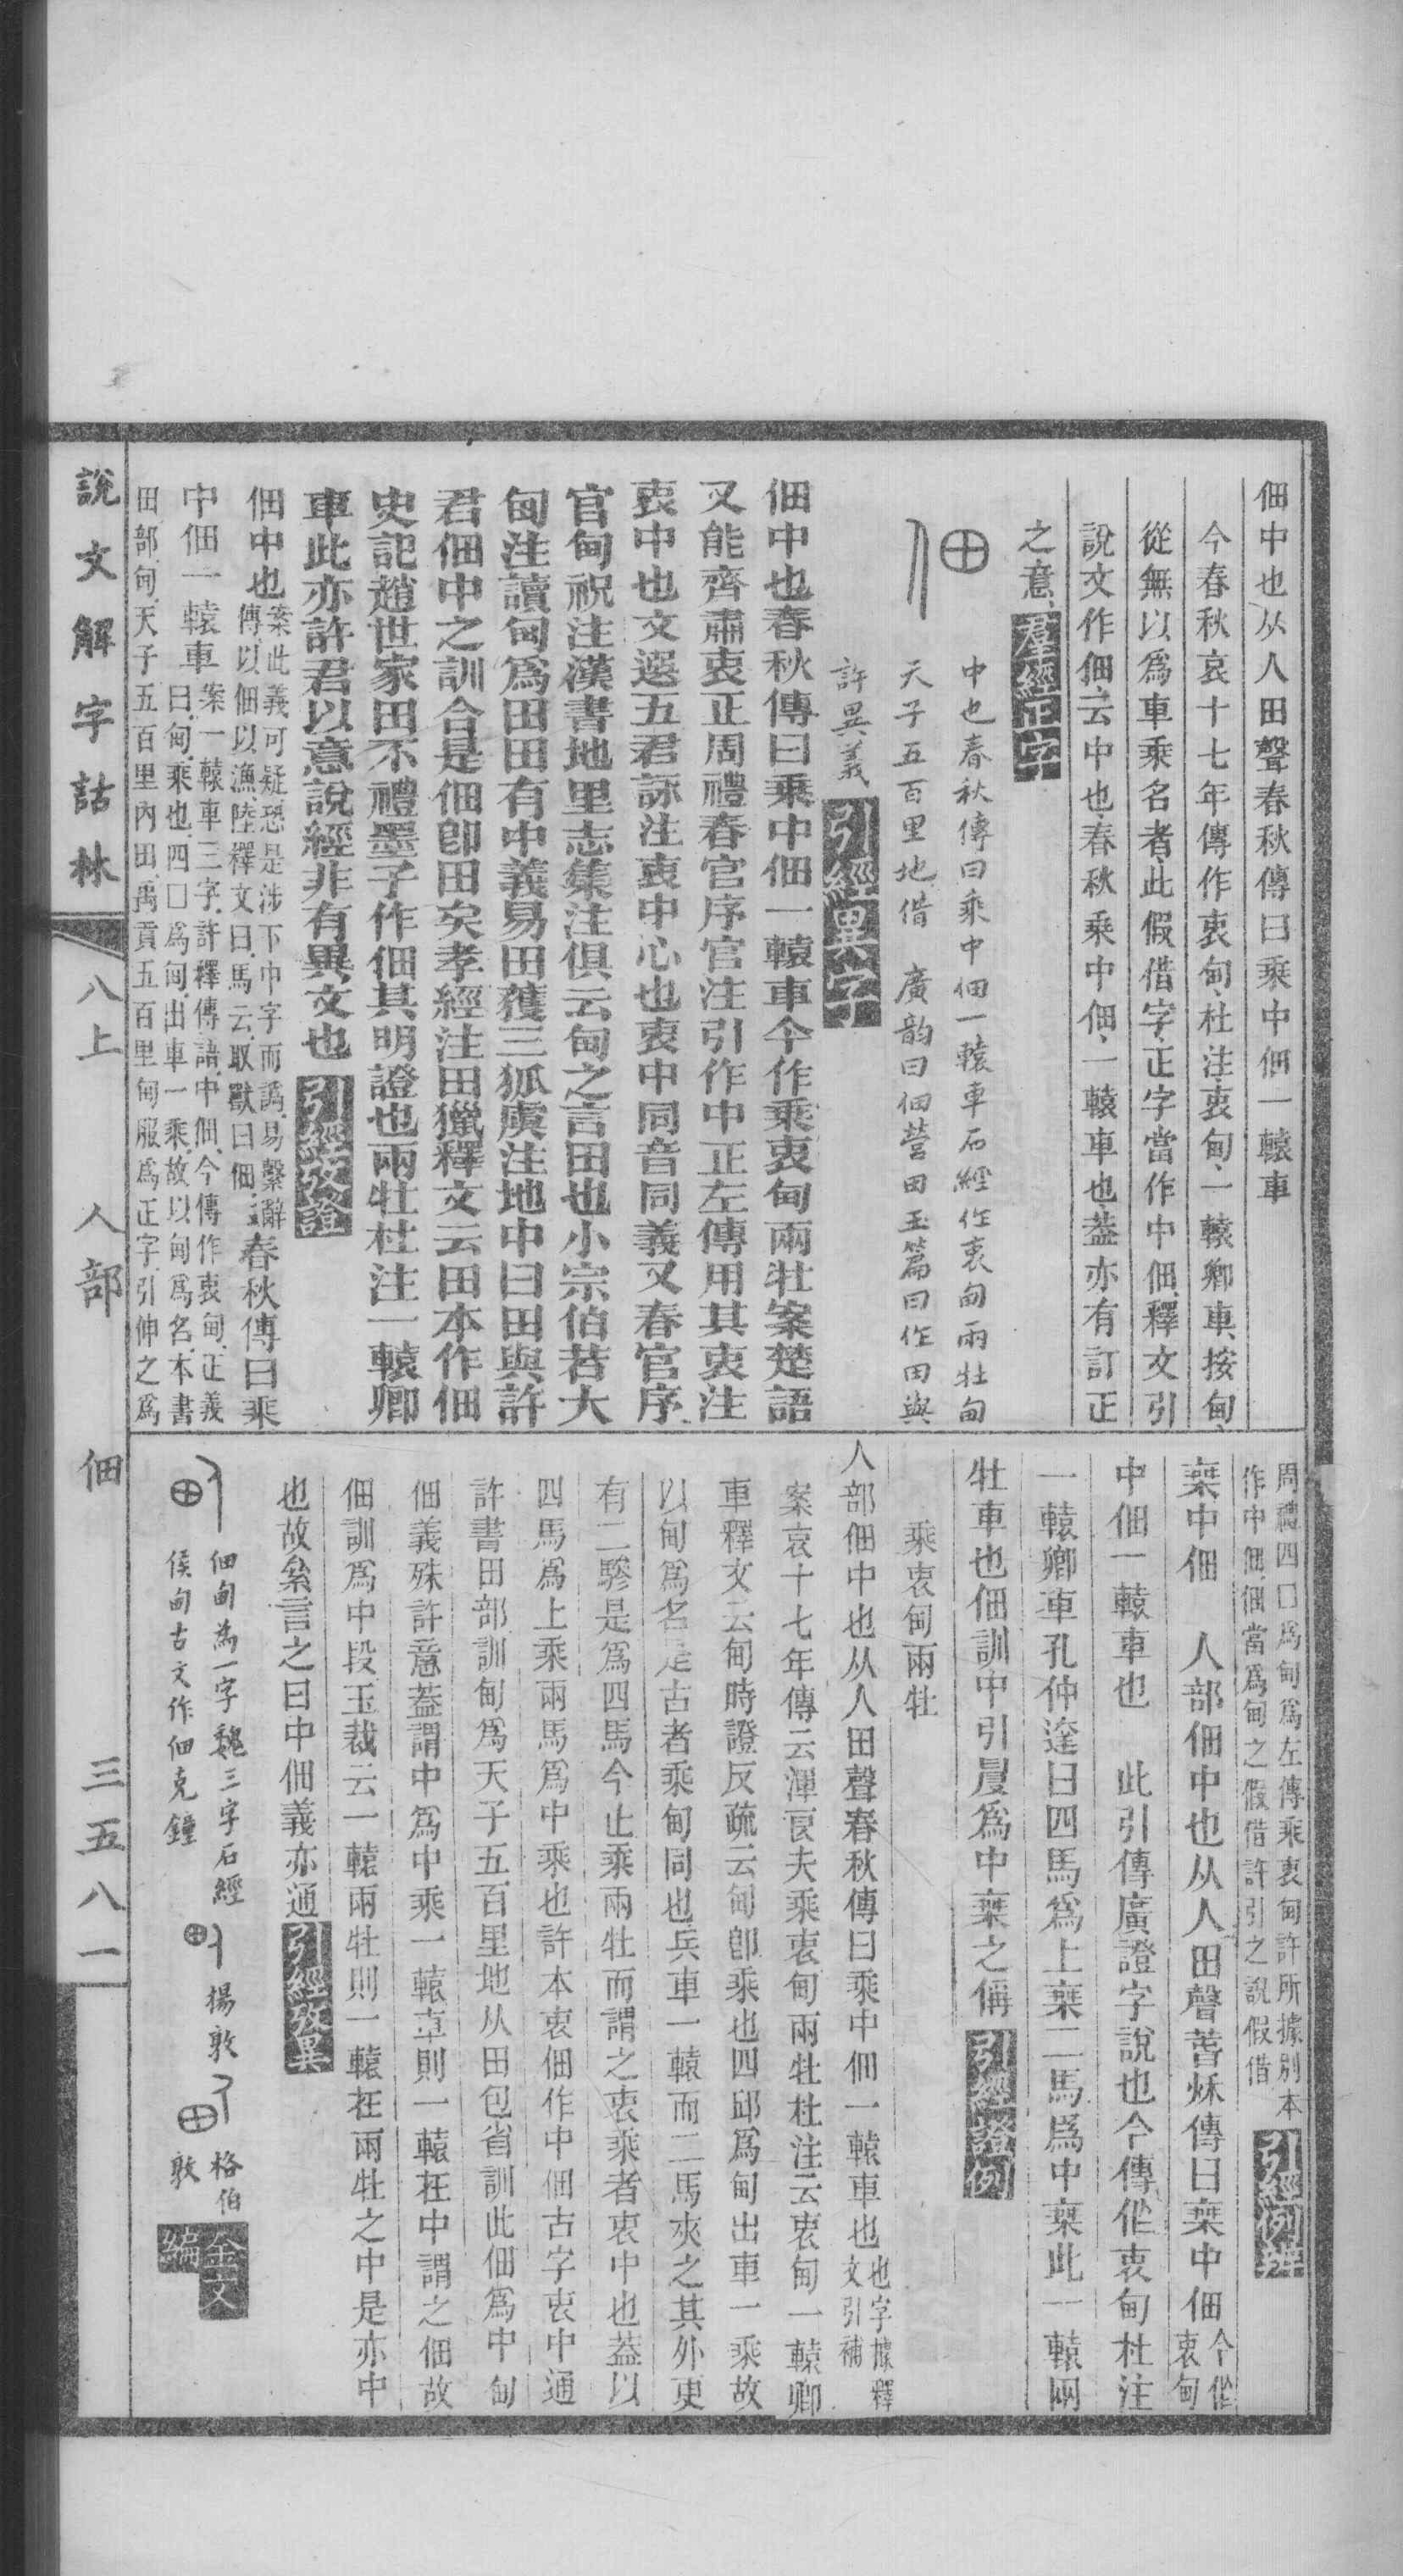 佃中也从人田聲春秋傳曰乘中佃一轅車
今春秋哀十七年傳作衷甸杜注衷甸一轅卿車按甸
從無以爲車乘名者此假借字正字當作中佃釋文引
說文作佃云中也春秋乘中佃一轅車也葢亦有訂正
之意羣經正字
中也春秋傳曰乘中佃一轅車石經作衷甸兩牡甸
天子五百里地借 廣韵曰佃營田玉篇曰作田與
許異義引經異字
佃中也春秋傳曰乘中佃一轅車今作乘衷甸兩牡案楚語
又能齊肅衷正周禮春官序官注引作中正左傳用其衷注
衷中也文選五君詠注衷中心也衷中同音同義又春官序
官甸祝注漢書地里志集注俱云甸之言田也小宗伯若大
甸注讀甸爲田田有中義易田獲三狐虞注地中曰田與許
君佃中之訓合是佃卽田矣孝經注田獵釋文云田本作佃
史記趙世家田不禮墨子作佃其明證也兩牡杜注一轅卿
車此亦許君以意說經非有異文也引經攷證
佃中也案此義可疑恐是涉下中字而譌易繫辭
傳以佃以漁陸釋文曰馬云取獸曰佃春秋傳曰乘
中佃一轅車案一轅車三字許釋傳語中佃今傳作衷甸正義
曰甸乘也四囗爲甸出車一乘故以甸爲名本書
田部甸天子五百里內田禹貢五百里甸服爲正字引伸之爲
周禮四囗爲甸爲左傳乘衷甸許所據別本
作中佃佃當爲甸之假借許引之說假借引經例辨
椉中佃 人部佃中也从人田聲萅秌傳曰椉中佃今作
衷甸
中佃一轅車也 此引傳廣證字說也今傳作衷甸杜注
一轅卿車孔仲達曰四馬爲上椉二馬爲中椉此一轅兩
牡車也佃訓中引申爲中椉之偁引經證例
乘衷甸兩牡
人部佃中也从人田聲春秋傳曰乘中佃一轅車也也字據釋
文引補
案哀十七年傳云渾良夫乘衷甸兩牡杜注云衷甸一轅卿
車釋文云甸時證反疏云甸卽乘也四邱爲甸出車一乘故
以甸爲名是古者乘甸同也兵車一轅而二馬夾之其外更
有二驂是爲四馬今止乘兩牡而謂之衷乘者衷中也葢以
四馬爲上乘兩馬爲中乘也許本衷佃作中佃古字衷中通
許書田部訓甸爲天子五百里地从田包省訓此佃爲中甸
佃義殊許意葢謂中爲中乘一轅車則一轅在中謂之佃故
佃訓爲中段玉裁云一轅兩牡則一轅在兩牡之中是亦中
也故絫言之曰中佃義亦通引經攷異
佃甸爲一字魏三字石經
侯甸古文作佃克鐘
揚敦
格伯
敦
金文
編
說文解字詁林
八上
人部
佃
三五八一